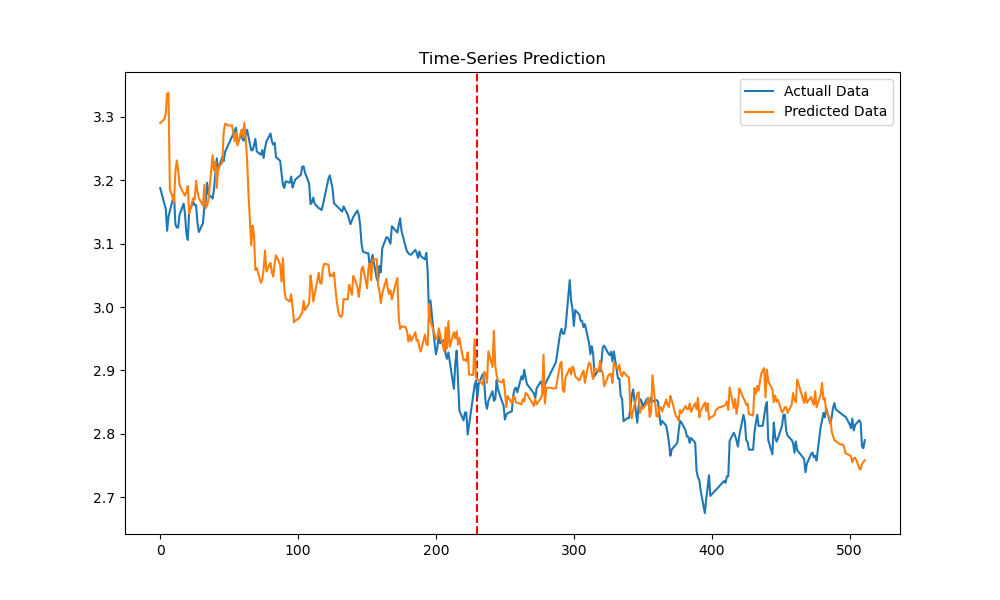 Time-Series Prediction
Actuall Data
Predicted Data
3.3
3.2
3.1
3.0
2.9
2.8
2.7
0 100 200 300 400 500